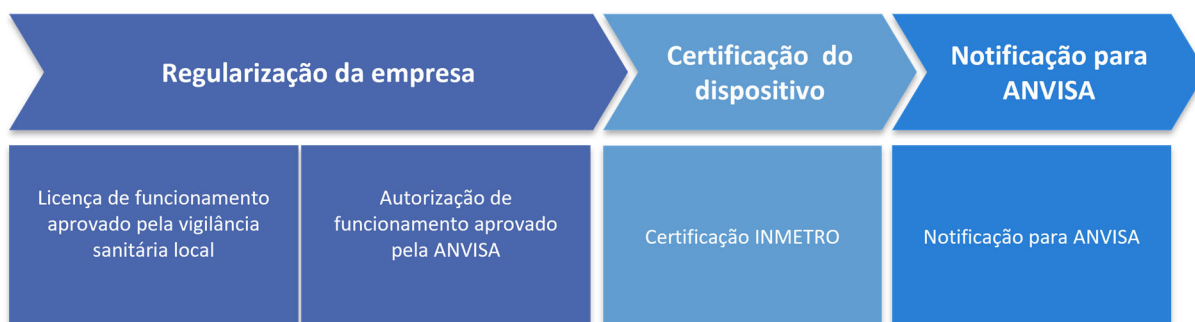 Regularização da empresa
Certificação do
dispositivo
Notificação para
ANVISA
Licença de funcionamento
aprovado pela vigilância
sanitária local
Autorização de
funcionamento aprovado
pela ANVISA
Certificação INMETRO
Notificação para ANVISA